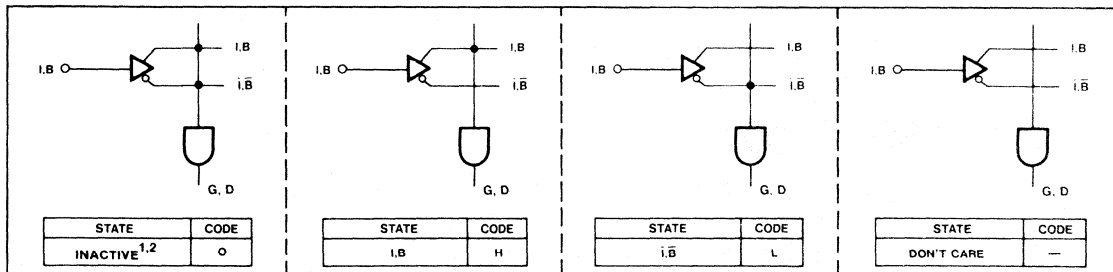 I,B
I,B
I̅,B̅
G, D
STATE CODE
INACTIVE1,2 O
I,B
I,B
I̅,B̅
G, D
STATE CODE
I,B H
I,B
I,B
I̅,B̅
G, D
STATE CODE
I̅,B̅ L
I,B
I,B
I̅,B̅
G, D
STATE CODE
DON'T CARE —